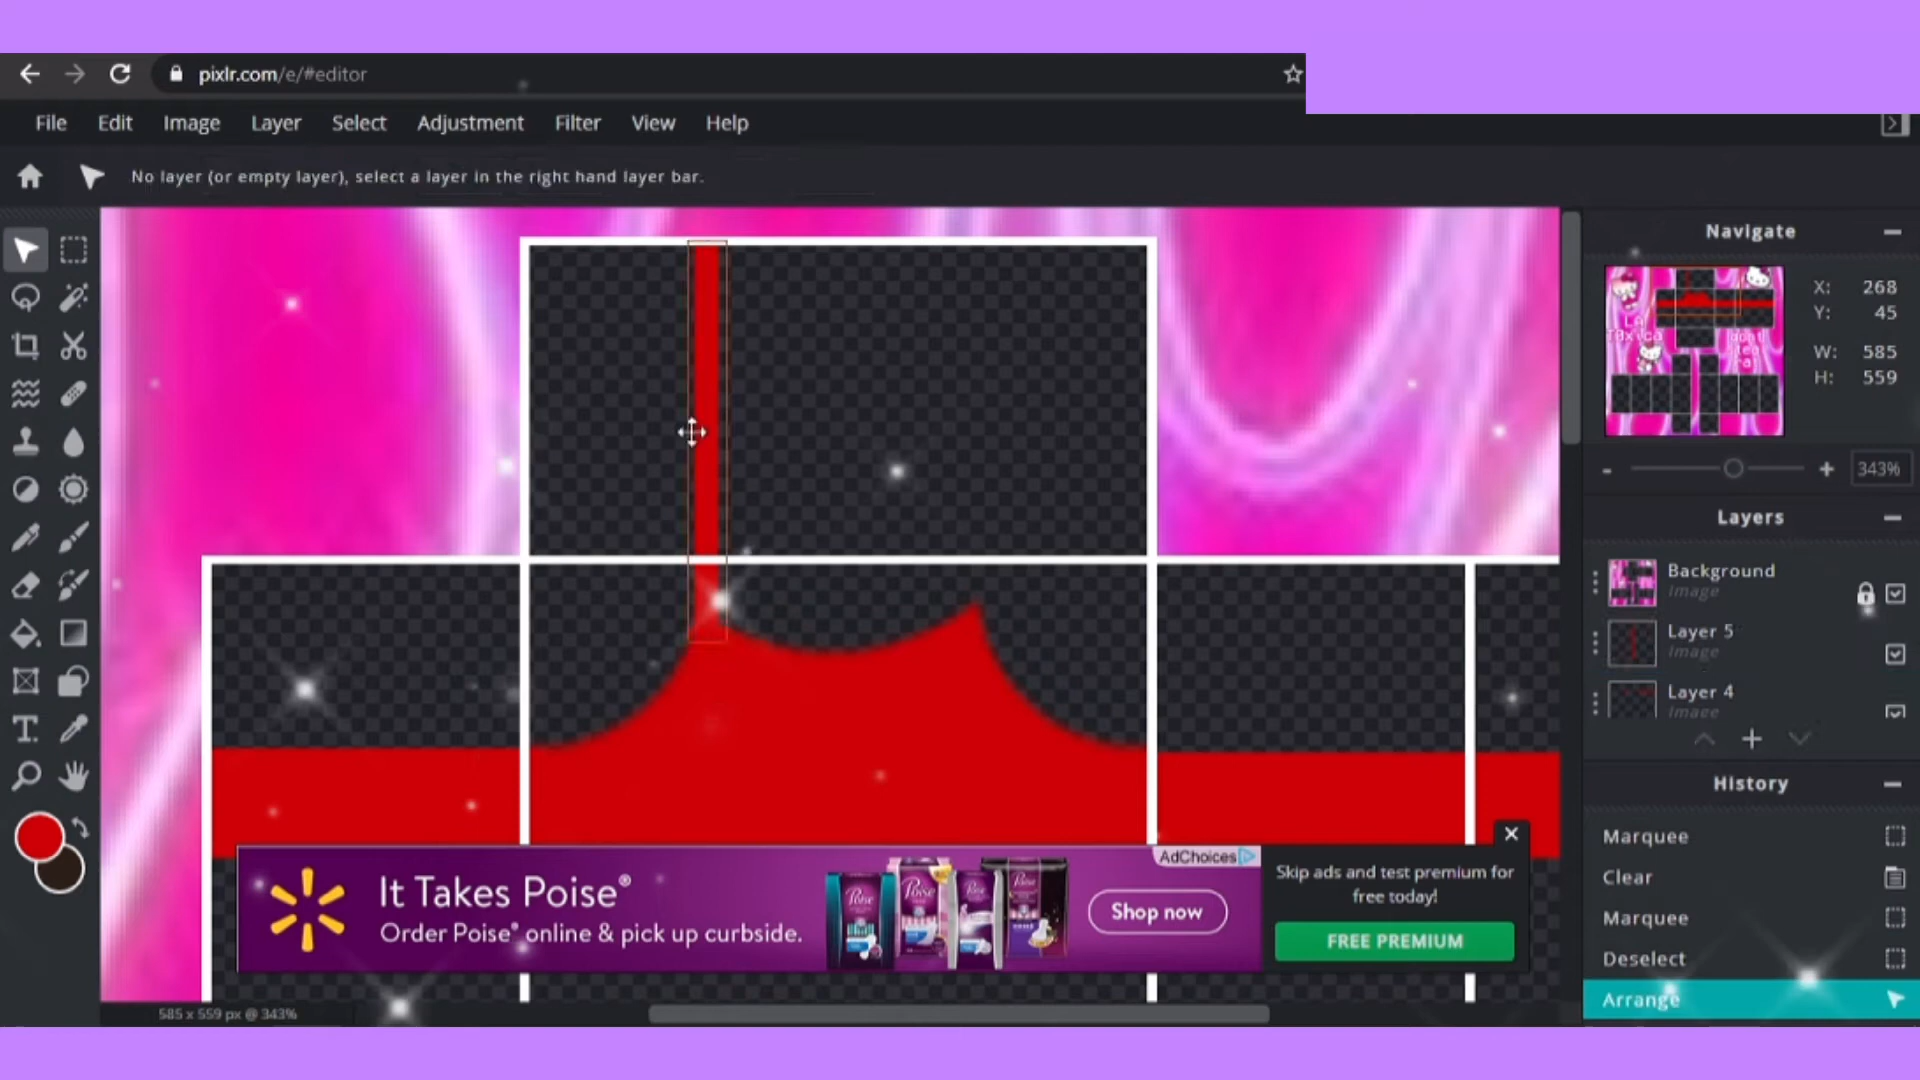 pixlr.com/e/#editor
File Edit Image Layer Select Adjustment Filter View Help
No layer (or empty layer), select a layer in the right hand layer bar.
Navigate
X: 268
Y: 45
W: 585
H: 559
- + 343%
Layers
Background
Image
Layer 5
Image
Layer 4
Image
History
Marquee
Clear
Marquee
Deselect
Arrange
It Takes Poise®
Order Poise® online & pick up curbside.
Poise
Poise
Poise
Shop now
AdChoices
Skip ads and test premium for
free today!
FREE PREMIUM
585 x 559 px @ 343%